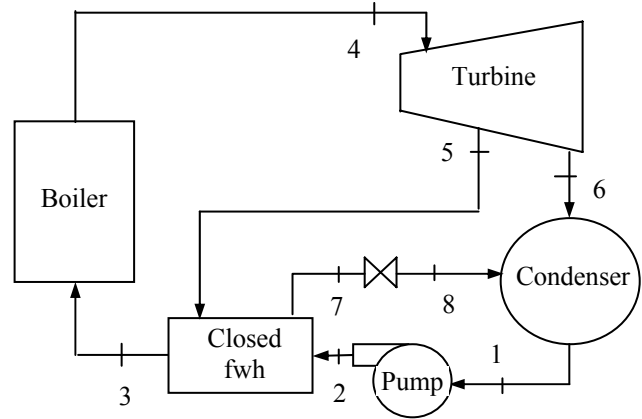 4
Turbine
5
6
Boiler
Condenser
7
8
Closed
fwh
1
2
Pump
3